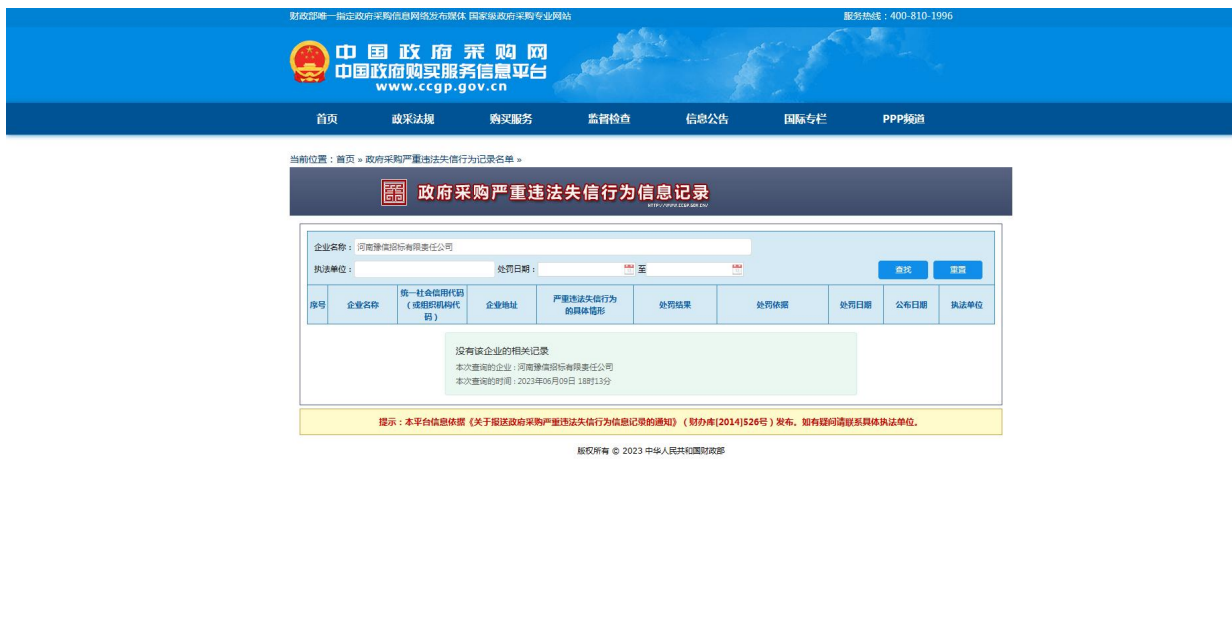 财政部唯一指定政府采购信息网络发布媒体 国家级政府采购专业网站
服务热线：400-810-1996
中国政府采购网
中国政府购买服务信息平台
www.ccgp.gov.cn
首页 政采法规 购买服务 监督检查 信息公告 国际专栏 PPP频道
当前位置：首页 » 政府采购严重违法失信行为记录名单 »
政府采购严重违法失信行为信息记录
HTTP://WWW.CCGP.GOV.CN/
企业名称： 河南豫信招标有限责任公司
执法单位： 处罚日期： 至 查找 重置
序号 企业名称 统一社会信用代码（或组织机构代码） 企业地址 严重违法失信行为的具体情形 处罚结果 处罚依据 处罚日期 公布日期 执法单位
没有该企业的相关记录
本次查询的企业：河南豫信招标有限责任公司
本次查询的时间：2023年06月09日 18时13分
提示：本平台信息依据《关于报送政府采购严重违法失信行为信息记录的通知》（财办库[2014]526号）发布。如有疑问请联系具体执法单位。
版权所有 © 2023 中华人民共和国财政部